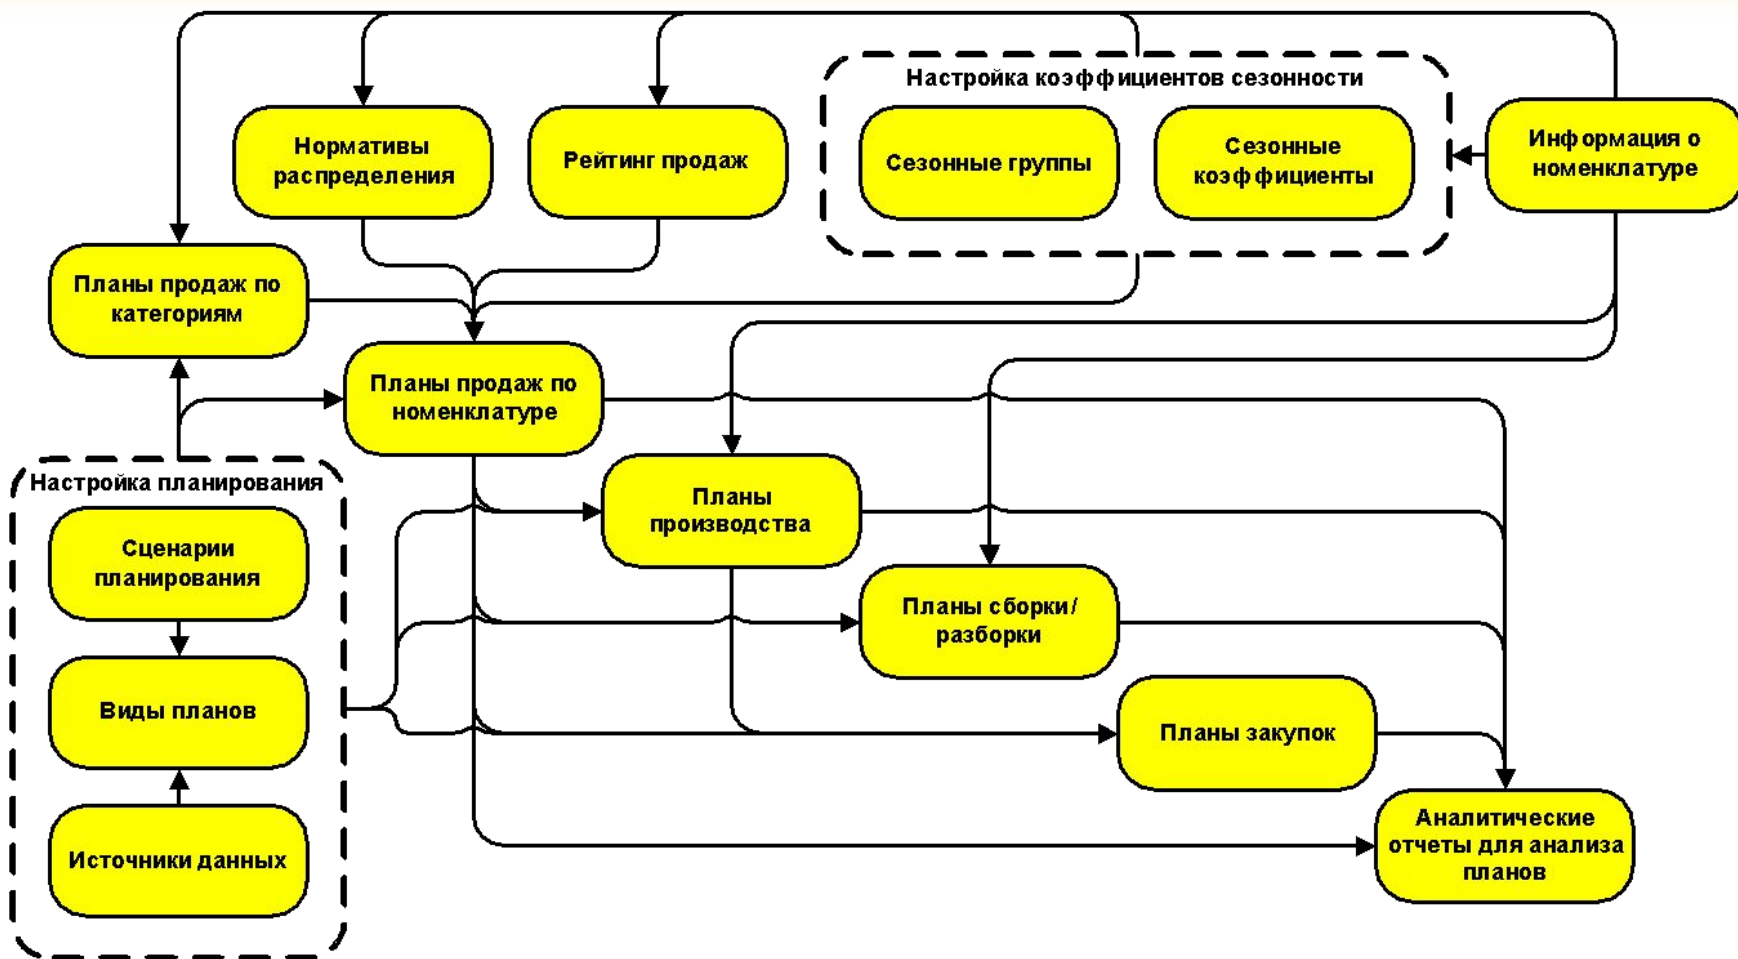 Настройка коэффициентов сезонности
Нормативы
распределения
Рейтинг продаж
Сезонные группы
Сезонные
коэффициенты
Информация о
номенклатуре
Планы продаж по
категориям
Планы продаж по
номенклатуре
Настройка планирования
Сценарии
планирования
Виды планов
Источники данных
Планы
производства
Планы сборки/
разборки
Планы закупок
Аналитические
отчеты для анализа
планов